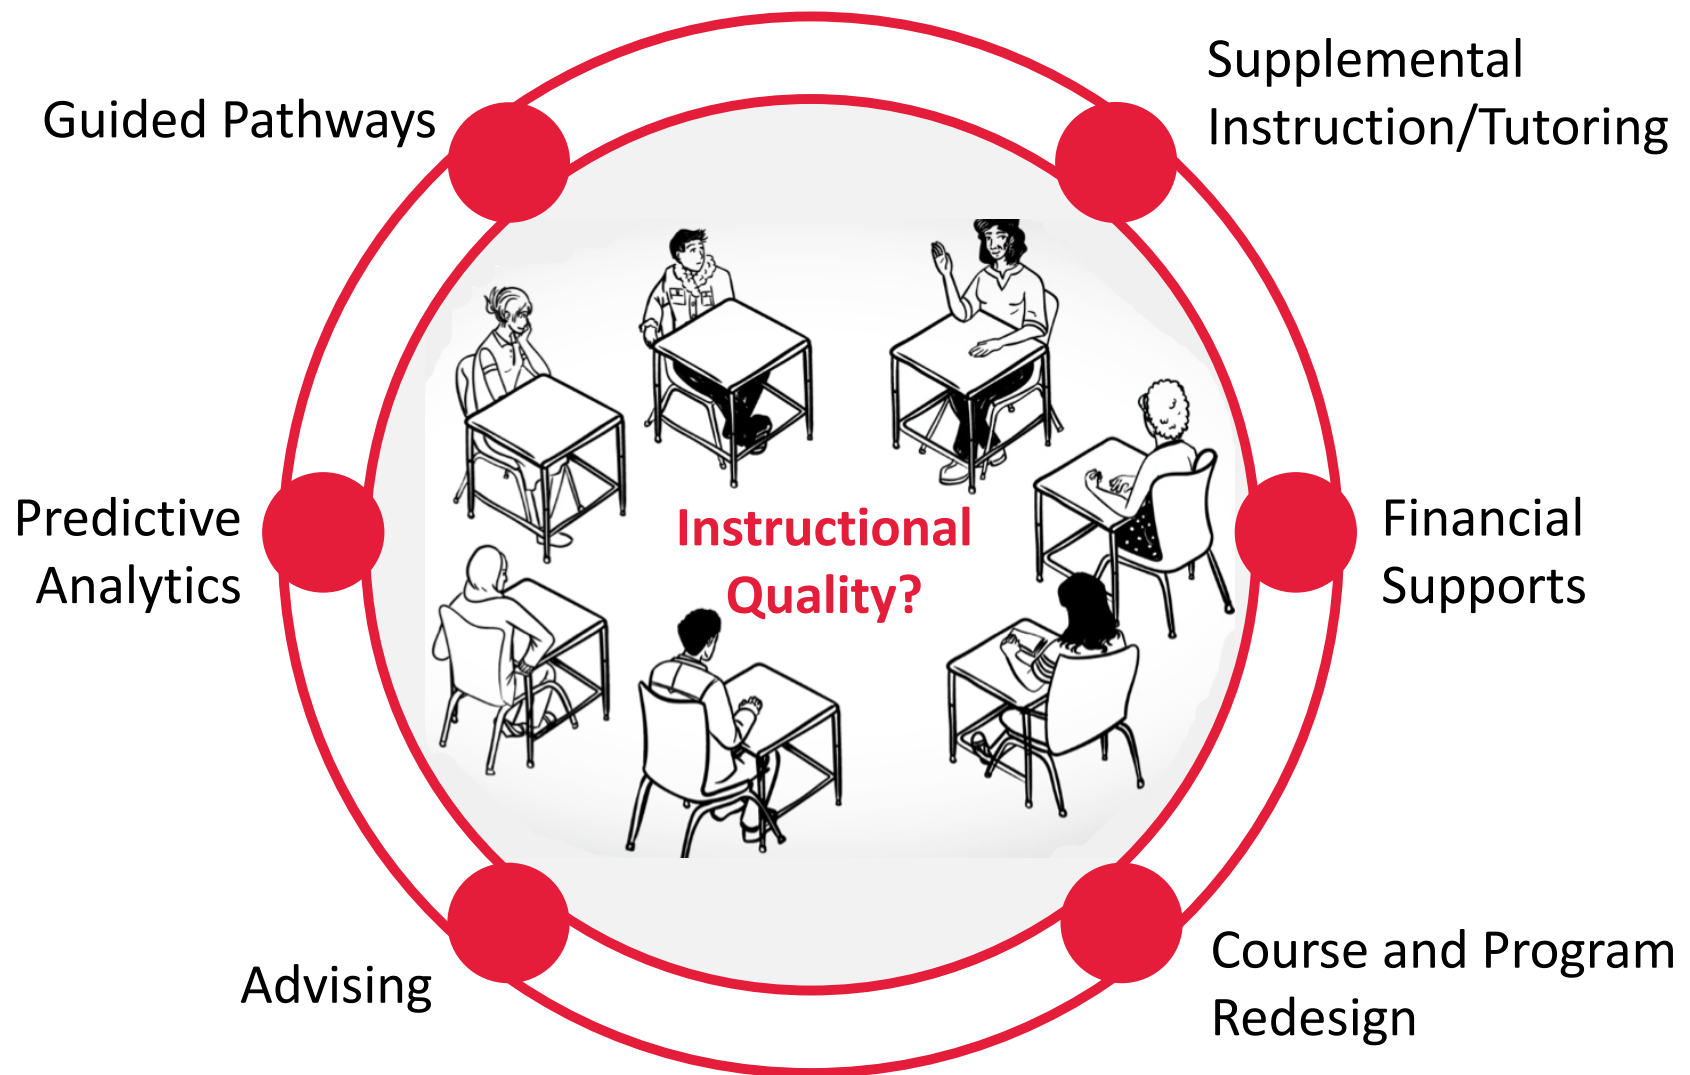 Guided Pathways
Supplemental
Instruction/Tutoring
Predictive
Analytics
Instructional
Quality?
Financial
Supports
Advising
Course and Program
Redesign